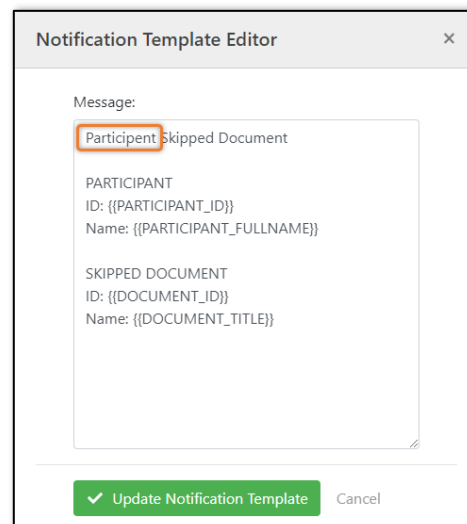 Notification Template Editor ×
Message:
Participent Skipped Document
PARTICIPANT
ID: {{PARTICIPANT_ID}}
Name: {{PARTICIPANT_FULLNAME}}
SKIPPED DOCUMENT
ID: {{DOCUMENT_ID}}
Name: {{DOCUMENT_TITLE}}
Update Notification Template Cancel